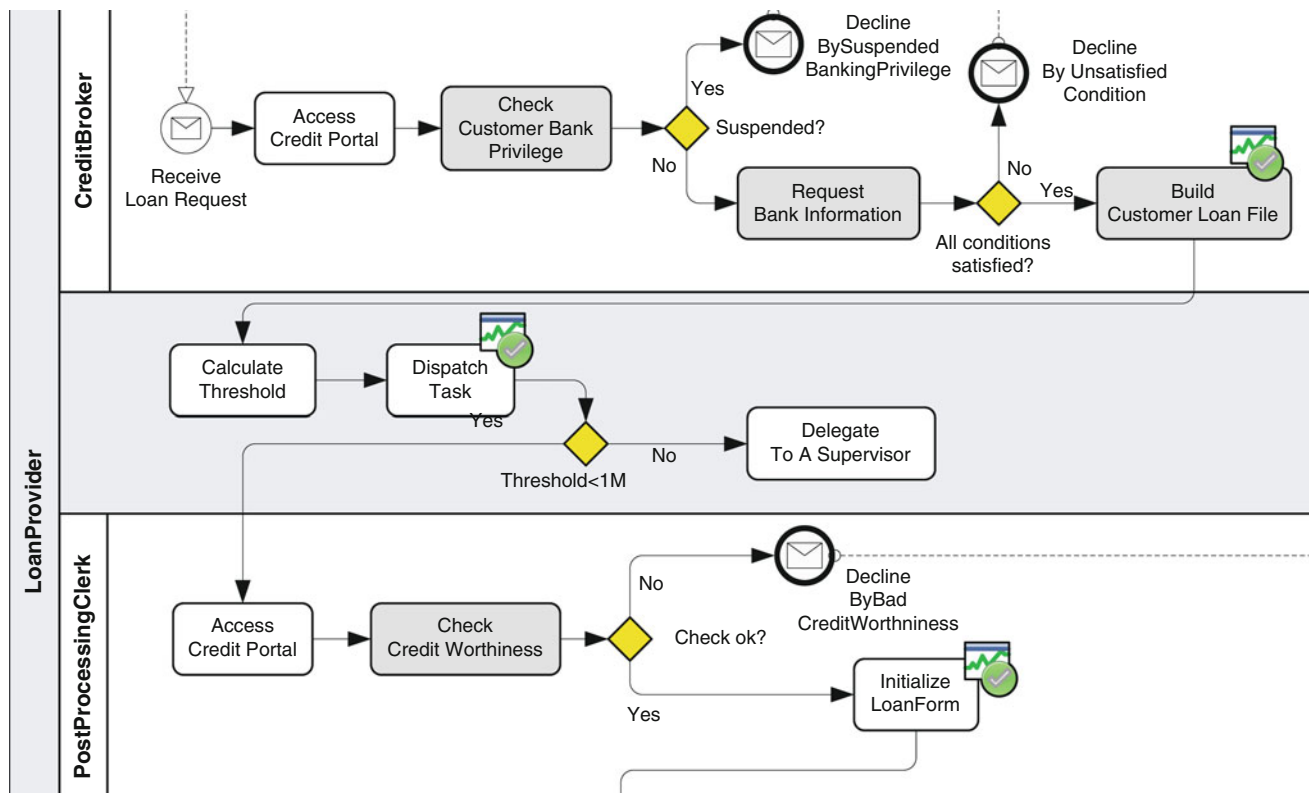 LoanProvider
CreditBroker
Receive
Loan Request
Access
Credit Portal
Check
Customer Bank
Privilege
Suspended?
Yes
Decline
BySuspended
BankingPrivilege
No
Request
Bank Information
All conditions
satisfied?
No
Decline
By Unsatisfied
Condition
Yes
Build
Customer Loan File
Calculate
Threshold
Dispatch
Task
Yes
Threshold<1M
No
Delegate
To A Supervisor
PostProcessingClerk
Access
Credit Portal
Check
Credit Worthiness
Check ok?
No
Decline
ByBad
CreditWorthniness
Yes
Initialize
LoanForm